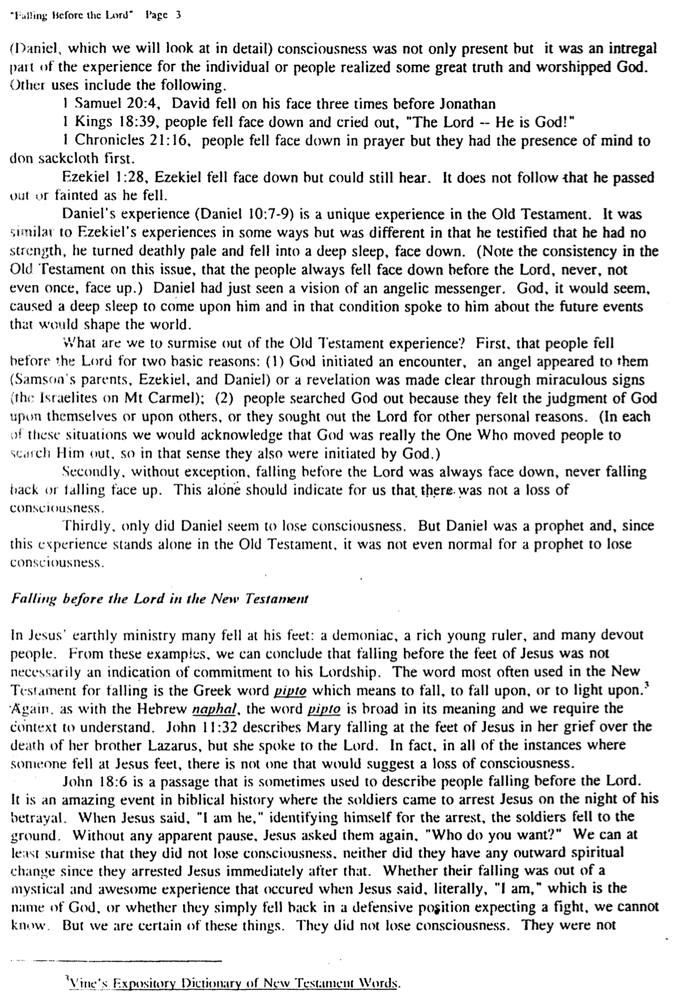 "Falling Before the Lord" Page 3
(Daniel, which we will look at in detail) consciousness was not only present but it was an intregal
part of the experience for the individual or people realized some great truth and worshipped God.
Other uses include the following.
1 Samuel 20:4, David fell on his face three times before Jonathan
1 Kings 18:39, people fell face down and cried out, "The Lord -- He is God!"
1 Chronicles 21:16, people fell face down in prayer but they had the presence of mind to
don sackcloth first.
Ezekiel 1:28, Ezekiel fell face down but could still hear. It does not follow that he passed
out or fainted as he fell.
Daniel's experience (Daniel 10:7-9) is a unique experience in the Old Testament. It was
similar to Ezekiel's experiences in some ways but was different in that he testified that he had no
strength, he turned deathly pale and fell into a deep sleep, face down. (Note the consistency in the
Old Testament on this issue, that the people always fell face down before the Lord, never, not
even once, face up.) Daniel had just seen a vision of an angelic messenger. God, it would seem,
caused a deep sleep to come upon him and in that condition spoke to him about the future events
that would shape the world.
What are we to surmise out of the Old Testament experience? First, that people fell
before the Lord for two basic reasons: (1) God initiated an encounter, an angel appeared to them
(Samson's parents, Ezekiel, and Daniel) or a revelation was made clear through miraculous signs
(the Israelites on Mt Carmel); (2) people searched God out because they felt the judgment of God
upon themselves or upon others, or they sought out the Lord for other personal reasons. (In each
of these situations we would acknowledge that God was really the One Who moved people to
search Him out, so in that sense they also were initiated by God.)
Secondly, without exception, falling before the Lord was always face down, never falling
back or falling face up. This alone should indicate for us that there was not a loss of
consciousness.
Thirdly, only did Daniel seem to lose consciousness. But Daniel was a prophet and, since
this experience stands alone in the Old Testament, it was not even normal for a prophet to lose
consciousness.
Falling before the Lord in the New Testament
In Jesus' earthly ministry many fell at his feet: a demoniac, a rich young ruler, and many devout
people. From these examples, we can conclude that falling before the feet of Jesus was not
necessarily an indication of commitment to his Lordship. The word most often used in the New
Testament for falling is the Greek word pipto which means to fall, to fall upon, or to light upon.³
Again, as with the Hebrew naphal, the word pipto is broad in its meaning and we require the
context to understand. John 11:32 describes Mary falling at the feet of Jesus in her grief over the
death of her brother Lazarus, but she spoke to the Lord. In fact, in all of the instances where
someone fell at Jesus feet, there is not one that would suggest a loss of consciousness.
John 18:6 is a passage that is sometimes used to describe people falling before the Lord.
It is an amazing event in biblical history where the soldiers came to arrest Jesus on the night of his
betrayal. When Jesus said, "I am he," identifying himself for the arrest, the soldiers fell to the
ground. Without any apparent pause, Jesus asked them again, "Who do you want?" We can at
least surmise that they did not lose consciousness, neither did they have any outward spiritual
change since they arrested Jesus immediately after that. Whether their falling was out of a
mystical and awesome experience that occured when Jesus said, literally, "I am," which is the
name of God, or whether they simply fell back in a defensive position expecting a fight, we cannot
know. But we are certain of these things. They did not lose consciousness. They were not
³Vine's Expository Dictionary of New Testament Words.